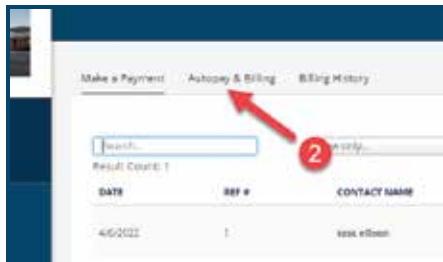 Make a Payment Autopay & Billing Billing History
Search...
Result Count: 1
2
DATE REF # CONTACT NAME
4/6/2022 1